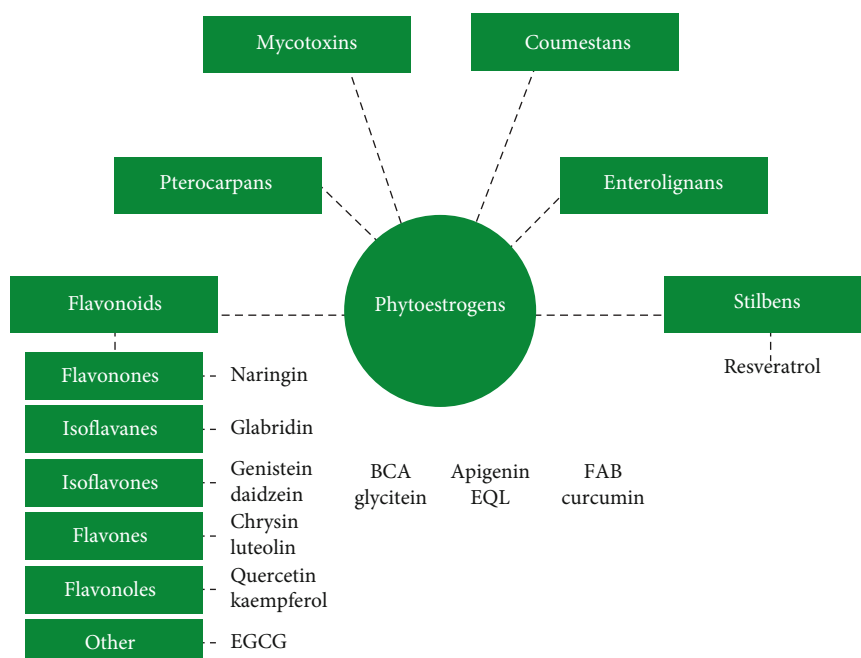 Mycotoxins
Coumestans
Pterocarpans
Enterolignans
Flavonoids
Phytoestrogens
Stilbens
Resveratrol
Flavonones
Naringin
Isoflavanes
Glabridin
Isoflavones
Genistein
daidzein
BCA
glycitein
Apigenin
EQL
FAB
curcumin
Flavones
Chrysin
luteolin
Flavonoles
Quercetin
kaempferol
Other
EGCG